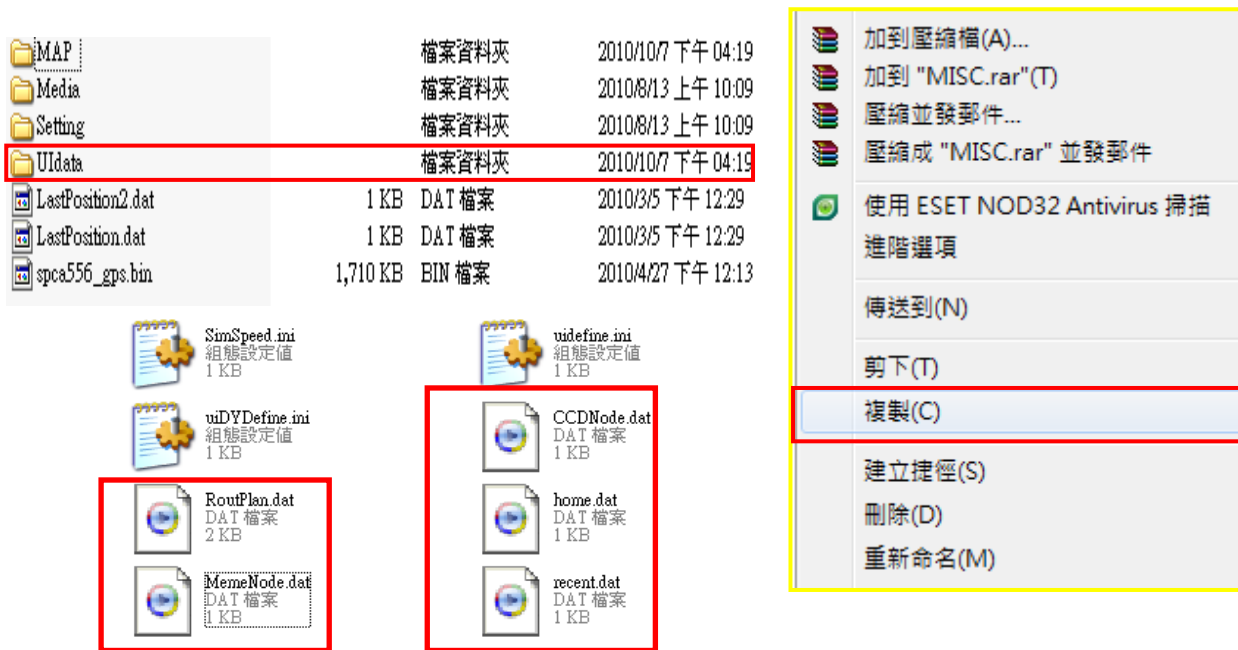 MAP 檔案資料夾 2010/10/7 下午 04:19
Media 檔案資料夾 2010/8/13 上午 10:09
Setting 檔案資料夾 2010/8/13 上午 10:09
UIdata 檔案資料夾 2010/10/7 下午 04:19
LastPosition2.dat 1 KB DAT 檔案 2010/3/5 下午 12:29
LastPosition.dat 1 KB DAT 檔案 2010/3/5 下午 12:29
spca556_gps.bin 1,710 KB BIN 檔案 2010/4/27 下午 12:13
SimSpeed.ini
組態設定值
1 KB
uidefine.ini
組態設定值
1 KB
uiDYDefine.ini
組態設定值
1 KB
CCDNode.dat
DAT 檔案
1 KB
RoutPlan.dat
DAT 檔案
2 KB
home.dat
DAT 檔案
1 KB
MemeNode.dat
DAT 檔案
1 KB
recent.dat
DAT 檔案
1 KB
加到壓縮檔(A)...
加到 "MISC.rar"(T)
壓縮並發郵件...
壓縮成 "MISC.rar" 並發郵件
使用 ESET NOD32 Antivirus 掃描
進階選項
傳送到(N)
剪下(T)
複製(C)
建立捷徑(S)
刪除(D)
重新命名(M)